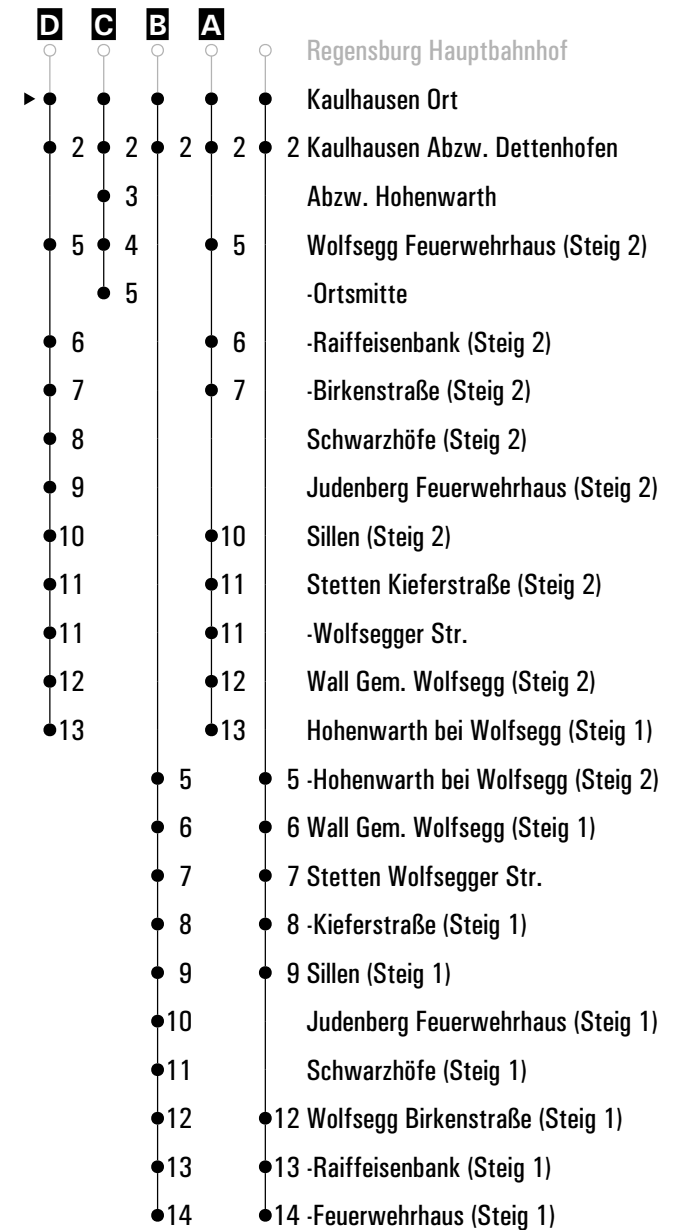 D C B A
Regensburg Hauptbahnhof
Kaulhausen Ort
2 2 2 2 2 Kaulhausen Abzw. Dettenhofen
3 Abzw. Hohenwarth
5 4 5 Wolfsegg Feuerwehrhaus (Steig 2)
5 -Ortsmitte
6 6 -Raiffeisenbank (Steig 2)
7 7 -Birkenstraße (Steig 2)
8 Schwarzhöfe (Steig 2)
9 Judenberg Feuerwehrhaus (Steig 2)
10 10 Sillen (Steig 2)
11 11 Stetten Kieferstraße (Steig 2)
11 11 -Wolfsegger Str.
12 12 Wall Gem. Wolfsegg (Steig 2)
13 13 Hohenwarth bei Wolfsegg (Steig 1)
5 5 -Hohenwarth bei Wolfsegg (Steig 2)
6 6 Wall Gem. Wolfsegg (Steig 1)
7 7 Stetten Wolfsegger Str.
8 8 -Kieferstraße (Steig 1)
9 9 Sillen (Steig 1)
10 Judenberg Feuerwehrhaus (Steig 1)
11 Schwarzhöfe (Steig 1)
12 12 Wolfsegg Birkenstraße (Steig 1)
13 13 -Raiffeisenbank (Steig 1)
14 14 -Feuerwehrhaus (Steig 1)